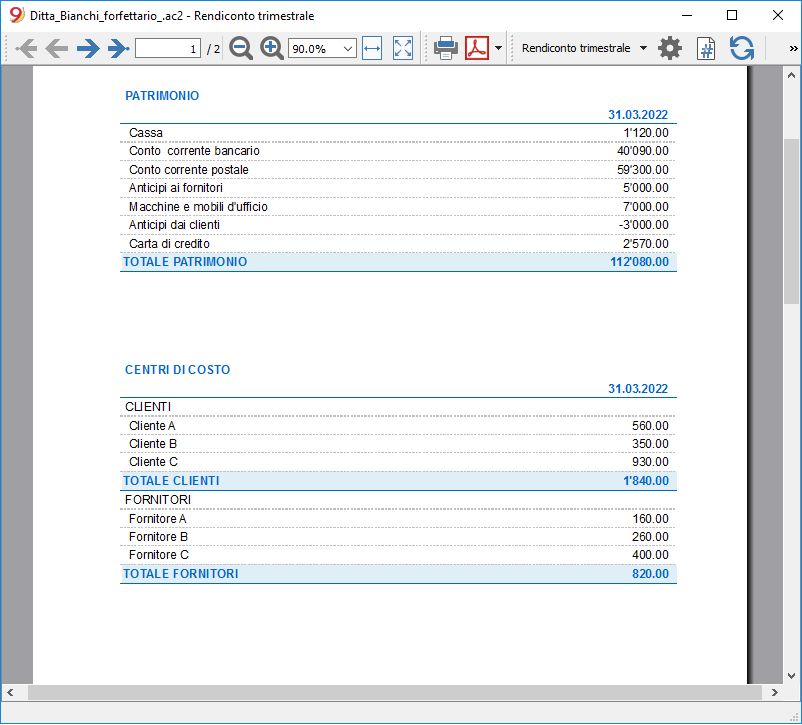 Ditta_Bianchi_forfettario_.ac2 - Rendiconto trimestrale
1 / 2 90.0% Rendiconto trimestrale # »
PATRIMONIO
31.03.2022
Cassa 1'120.00
Conto corrente bancario 40'090.00
Conto corrente postale 59'300.00
Anticipi ai fornitori 5'000.00
Macchine e mobili d'ufficio 7'000.00
Anticipi dai clienti -3'000.00
Carta di credito 2'570.00
TOTALE PATRIMONIO 112'080.00
CENTRI DI COSTO
31.03.2022
CLIENTI
Cliente A 560.00
Cliente B 350.00
Cliente C 930.00
TOTALE CLIENTI 1'840.00
FORNITORI
Fornitore A 160.00
Fornitore B 260.00
Fornitore C 400.00
TOTALE FORNITORI 820.00